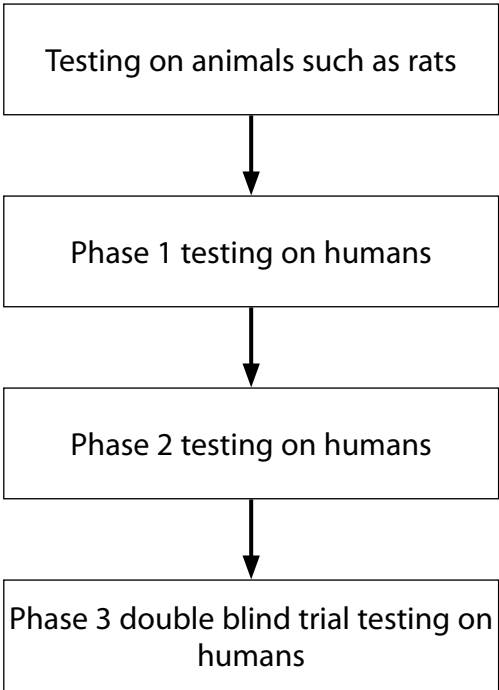 Testing on animals such as rats
Phase 1 testing on humans
Phase 2 testing on humans
Phase 3 double blind trial testing on
humans